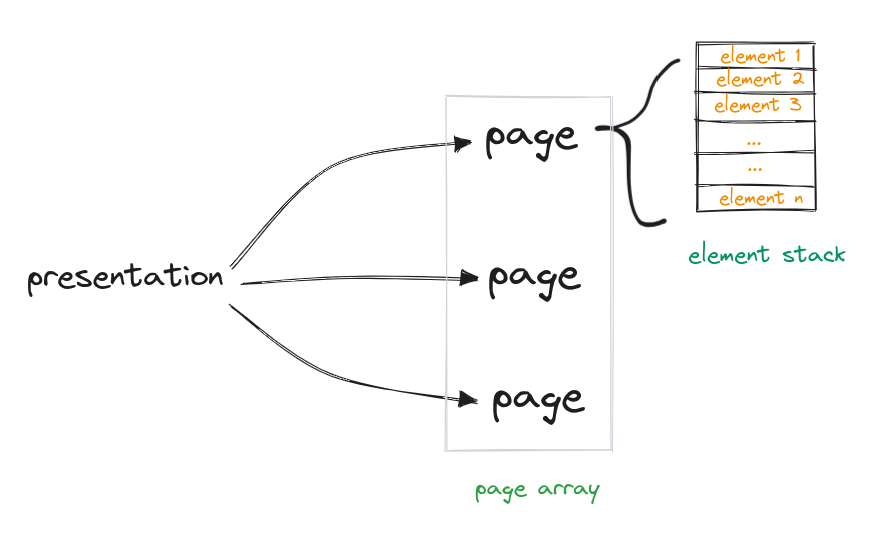 presentation
page
page
page
page array
element 1
element 2
element 3
...
...
element n
element stack